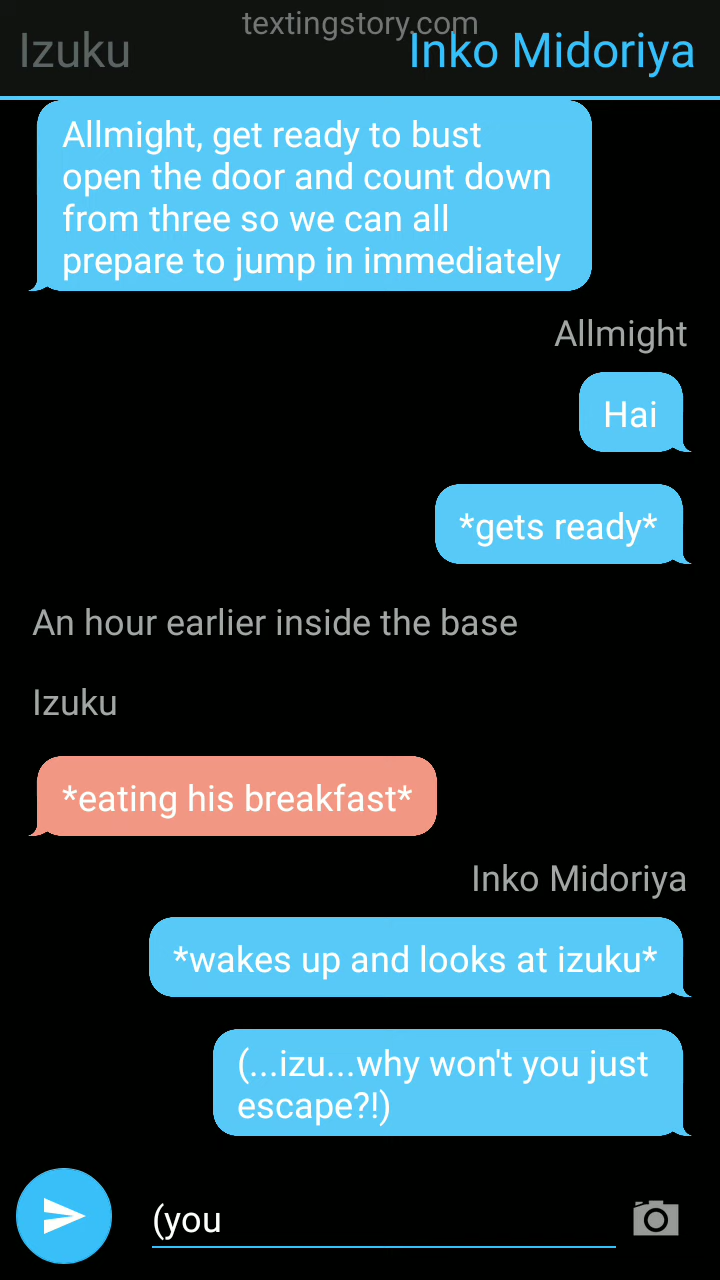 textingstory.com
Izuku
Inko Midoriya
Allmight, get ready to bust
open the door and count down
from three so we can all
prepare to jump in immediately
Allmight
Hai
*gets ready*
An hour earlier inside the base
Izuku
*eating his breakfast*
Inko Midoriya
*wakes up and looks at izuku*
(...izu...why won't you just
escape?!)
(you